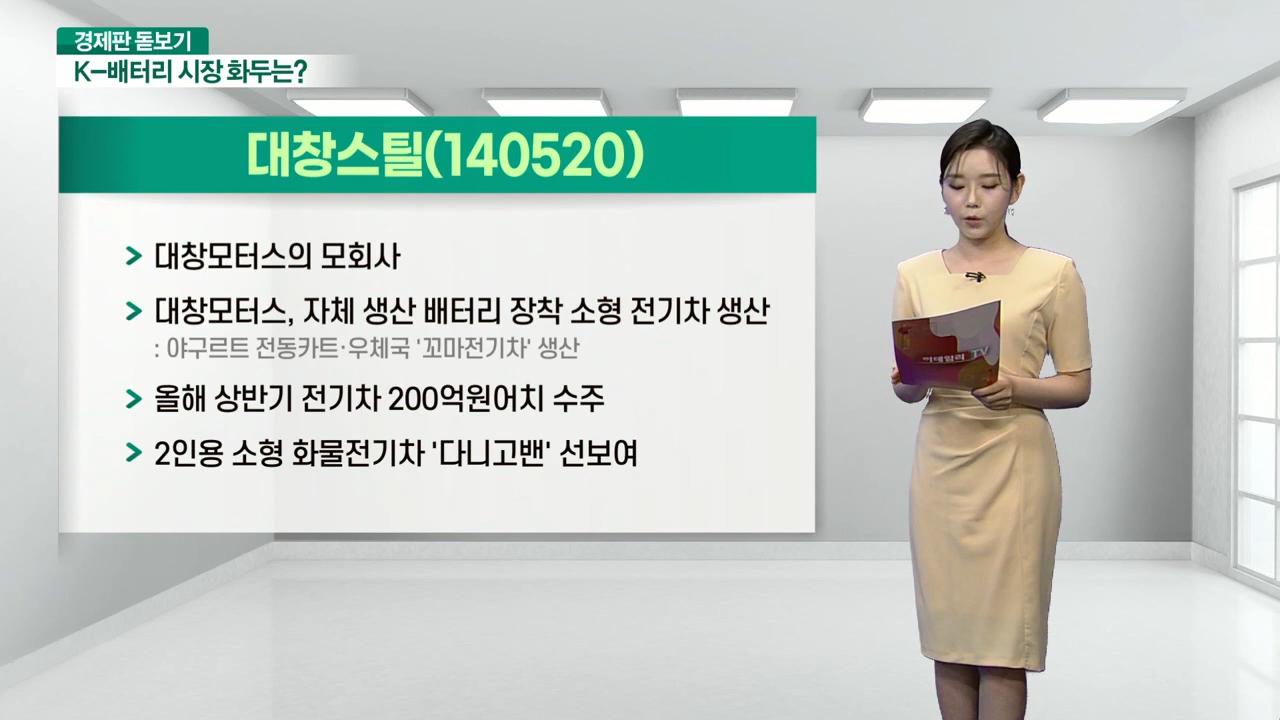 경제판 돋보기
K-배터리 시장 화두는?
대창스틸(140520)
> 대창모터스의 모회사
> 대창모터스, 자체 생산 배터리 장착 소형 전기차 생산
: 야구르트 전동카트·우체국 '꼬마전기차' 생산
> 올해 상반기 전기차 200억원어치 수주
> 2인용 소형 화물전기차 '다니고밴' 선보여
이데일리 TV